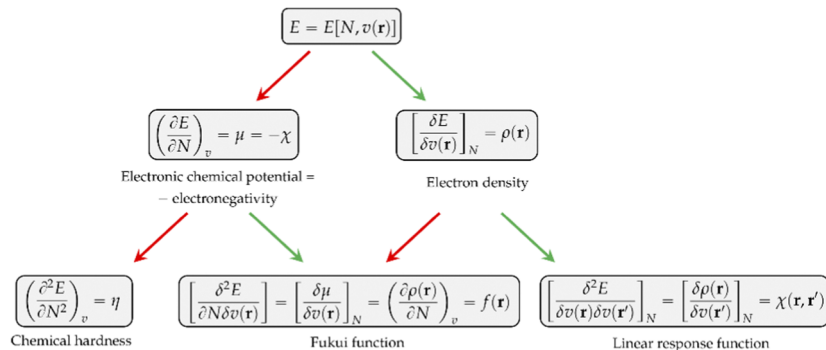 E = E[N, v(r)]
(∂E/∂N)_v = μ = −χ
[δE/δv(r)]_N = ρ(r)
Electronic chemical potential =
− electronegativity
Electron density
(∂²E/∂N²)_v = η
[δ²E/∂Nδv(r)] = [δμ/δv(r)]_N = (∂ρ(r)/∂N)_v = f(r)
[δ²E/δv(r)δv(r′)]_N = [δρ(r)/δv(r′)]_N = χ(r, r′)
Chemical hardness
Fukui function
Linear response function